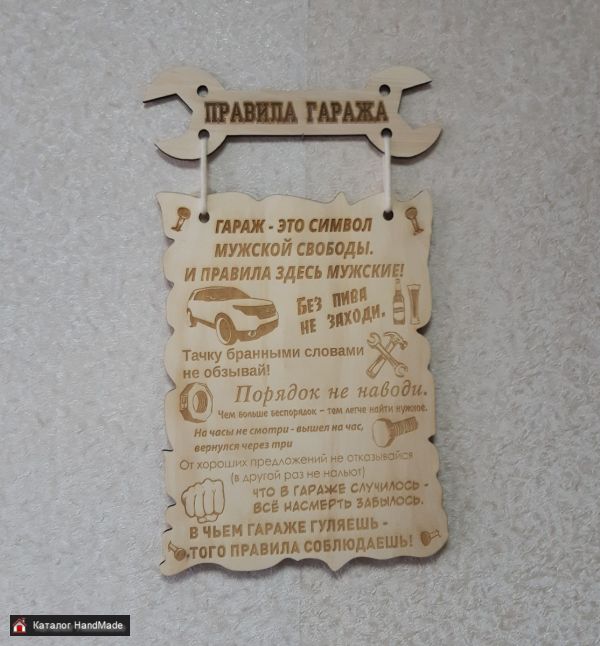 ПРАВИЛА ГАРАЖА
ГАРАЖ - ЭТО СИМВОЛ
МУЖСКОЙ СВОБОДЫ.
И ПРАВИЛА ЗДЕСЬ МУЖСКИЕ!
БЕЗ ПИВА
НЕ ЗАХОДИ.
Тачку бранными словами
не обзывай!
Порядок не наводи.
Чем больше беспорядок - тем легче найти нужное.
На часы не смотри - вышел на час,
вернулся через три
От хороших предложений не отказывайся
(в другой раз не нальют)
ЧТО В ГАРАЖЕ СЛУЧИЛОСЬ -
ВСЁ НАСМЕРТЬ ЗАБЫЛОСЬ.
В ЧЬЕМ ГАРАЖЕ ГУЛЯЕШЬ -
ТОГО ПРАВИЛА СОБЛЮДАЕШЬ!
Каталог HandMade